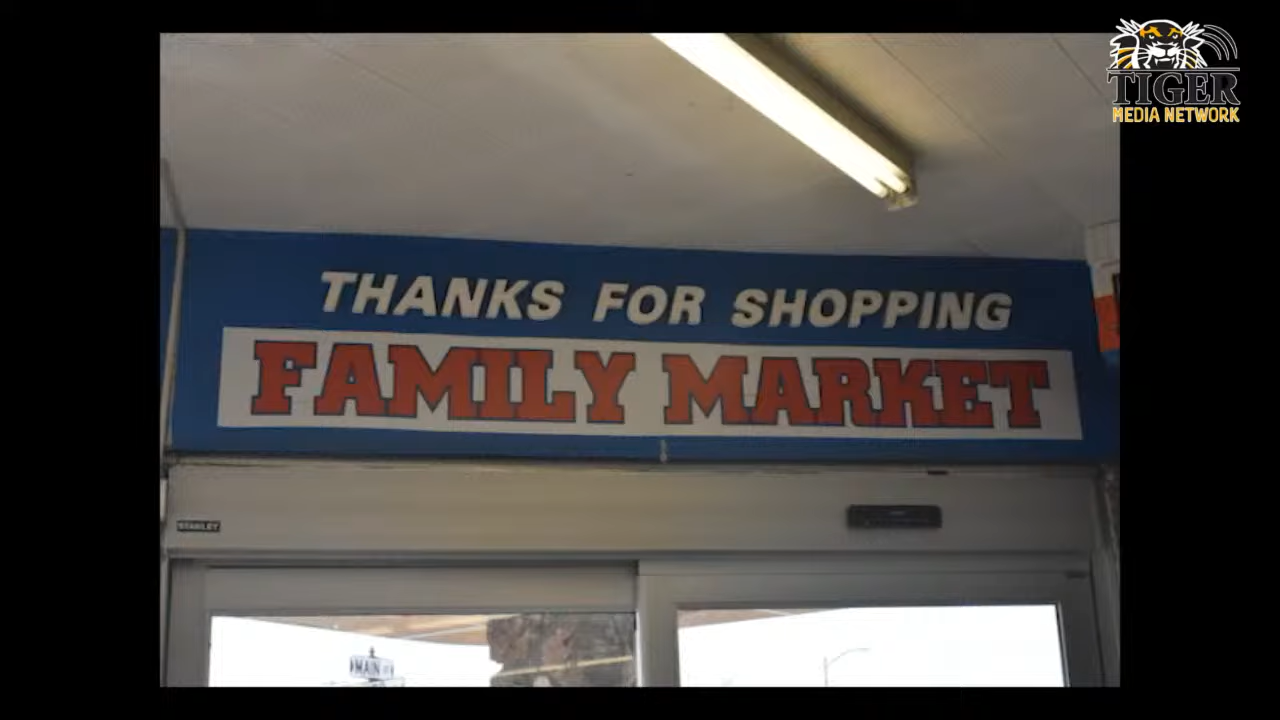 TIGER
MEDIA NETWORK
THANKS FOR SHOPPING
FAMILY MARKET
STANLEY
MAIN